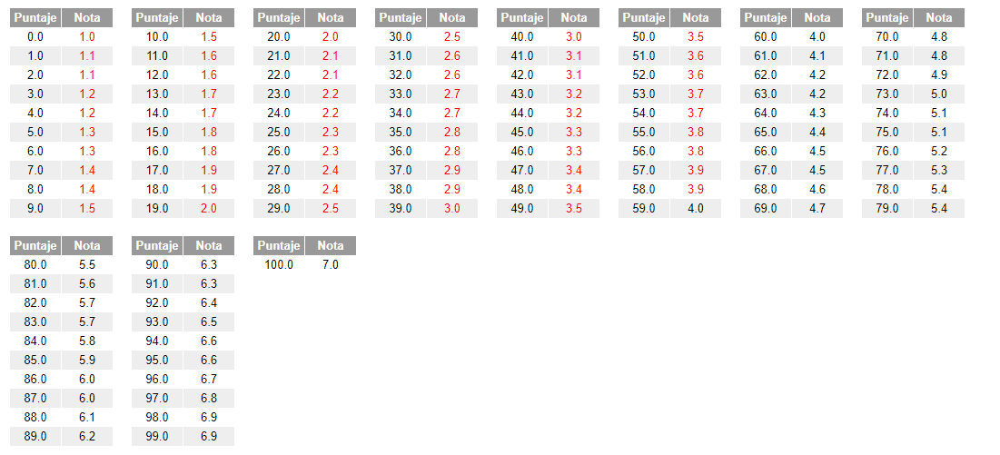 Puntaje Nota Puntaje Nota Puntaje Nota Puntaje Nota Puntaje Nota Puntaje Nota Puntaje Nota Puntaje Nota
0.0 1.0 10.0 1.5 20.0 2.0 30.0 2.5 40.0 3.0 50.0 3.5 60.0 4.0 70.0 4.8
1.0 1.1 11.0 1.6 21.0 2.1 31.0 2.6 41.0 3.1 51.0 3.6 61.0 4.1 71.0 4.8
2.0 1.1 12.0 1.6 22.0 2.1 32.0 2.6 42.0 3.1 52.0 3.6 62.0 4.2 72.0 4.9
3.0 1.2 13.0 1.7 23.0 2.2 33.0 2.7 43.0 3.2 53.0 3.7 63.0 4.2 73.0 5.0
4.0 1.2 14.0 1.7 24.0 2.2 34.0 2.7 44.0 3.2 54.0 3.7 64.0 4.3 74.0 5.1
5.0 1.3 15.0 1.8 25.0 2.3 35.0 2.8 45.0 3.3 55.0 3.8 65.0 4.4 75.0 5.1
6.0 1.3 16.0 1.8 26.0 2.3 36.0 2.8 46.0 3.3 56.0 3.8 66.0 4.5 76.0 5.2
7.0 1.4 17.0 1.9 27.0 2.4 37.0 2.9 47.0 3.4 57.0 3.9 67.0 4.5 77.0 5.3
8.0 1.4 18.0 1.9 28.0 2.4 38.0 2.9 48.0 3.4 58.0 3.9 68.0 4.6 78.0 5.4
9.0 1.5 19.0 2.0 29.0 2.5 39.0 3.0 49.0 3.5 59.0 4.0 69.0 4.7 79.0 5.4
Puntaje Nota Puntaje Nota Puntaje Nota
80.0 5.5 90.0 6.3 100.0 7.0
81.0 5.6 91.0 6.3
82.0 5.7 92.0 6.4
83.0 5.7 93.0 6.5
84.0 5.8 94.0 6.6
85.0 5.9 95.0 6.6
86.0 6.0 96.0 6.7
87.0 6.0 97.0 6.8
88.0 6.1 98.0 6.9
89.0 6.2 99.0 6.9